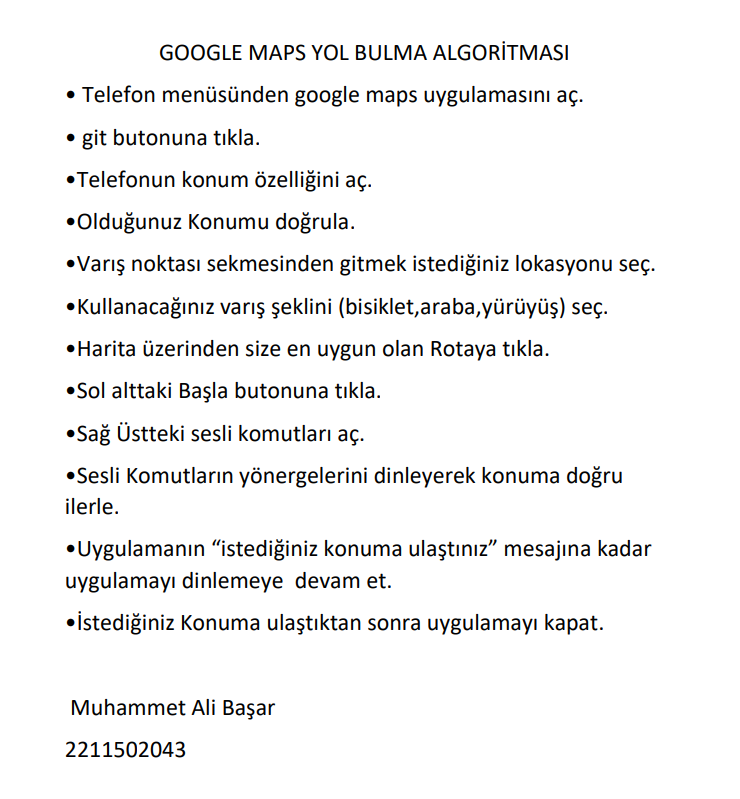 GOOGLE MAPS YOL BULMA ALGORİTMASI
• Telefon menüsünden google maps uygulamasını aç.
• git butonuna tıkla.
•Telefonun konum özelliğini aç.
•Olduğunuz Konumu doğrula.
•Varış noktası sekmesinden gitmek istediğiniz lokasyonu seç.
•Kullanacağınız varış şeklini (bisiklet,araba,yürüyüş) seç.
•Harita üzerinden size en uygun olan Rotaya tıkla.
•Sol alttaki Başla butonuna tıkla.
•Sağ Üstteki sesli komutları aç.
•Sesli Komutların yönergelerini dinleyerek konuma doğru
ilerle.
•Uygulamanın “istediğiniz konuma ulaştınız” mesajına kadar
uygulamayı dinlemeye  devam et.
•İstediğiniz Konuma ulaştıktan sonra uygulamayı kapat.
Muhammet Ali Başar
2211502043